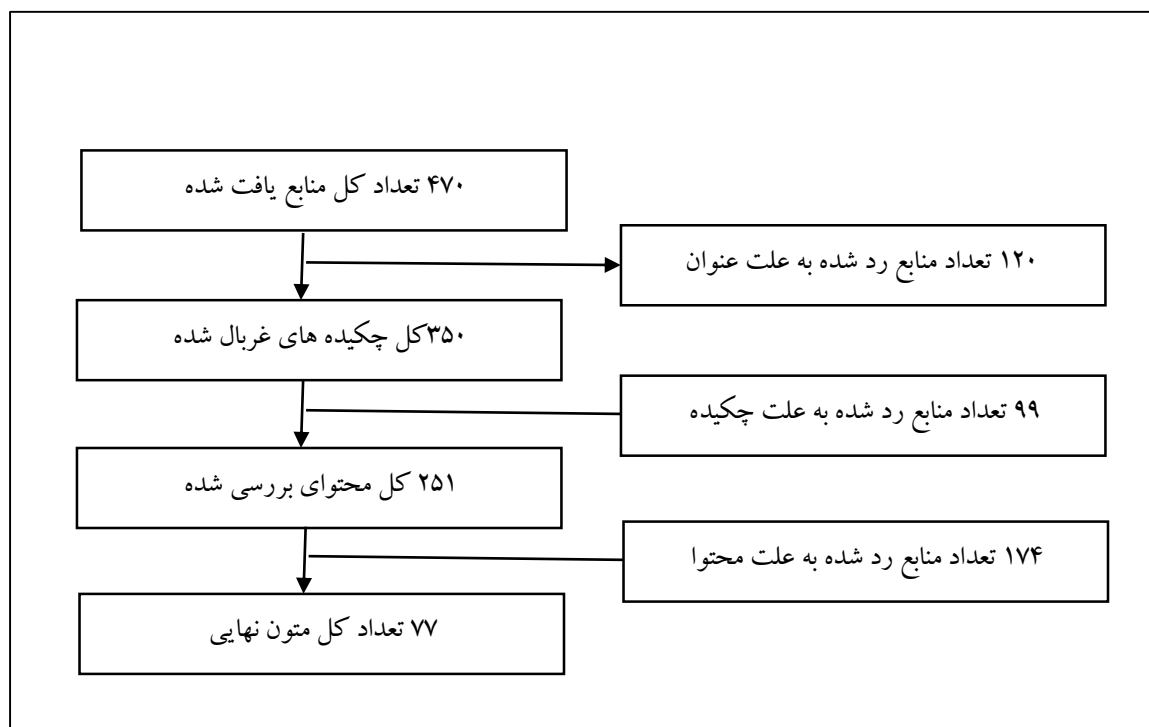 ۴۷۰ تعداد کل منابع یافت شده
۱۲۰ تعداد منابع رد شده به علت عنوان
۳۵۰کل چکیده های غربال شده
۹۹ تعداد منابع رد شده به علت چکیده
۲۵۱ کل محتوای بررسی شده
۱۷۴ تعداد منابع رد شده به علت محتوا
۷۷ تعداد کل متون نهایی